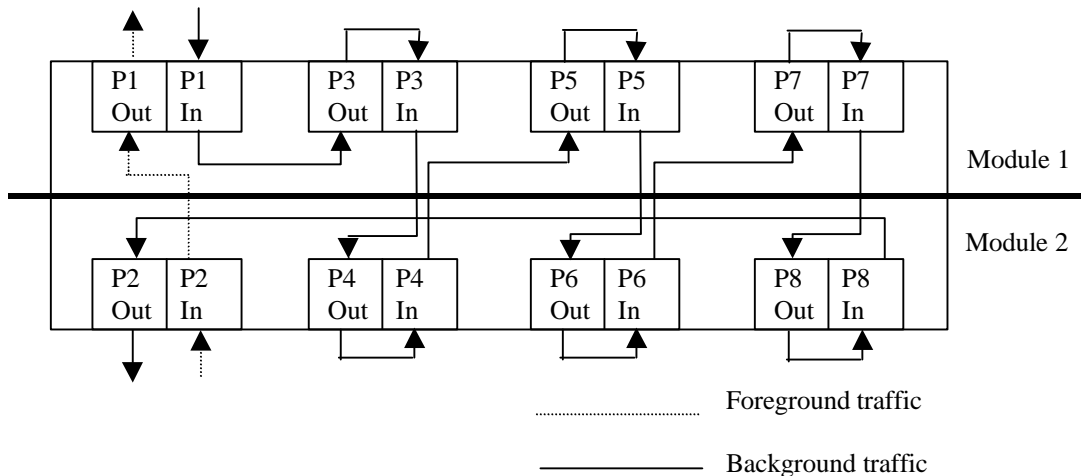 P1 P1 P3 P3 P5 P5 P7 P7
Out In Out In Out In Out In
Module 1
Module 2
P2 P2 P4 P4 P6 P6 P8 P8
Out In Out In Out In Out In
Foreground traffic
Background traffic